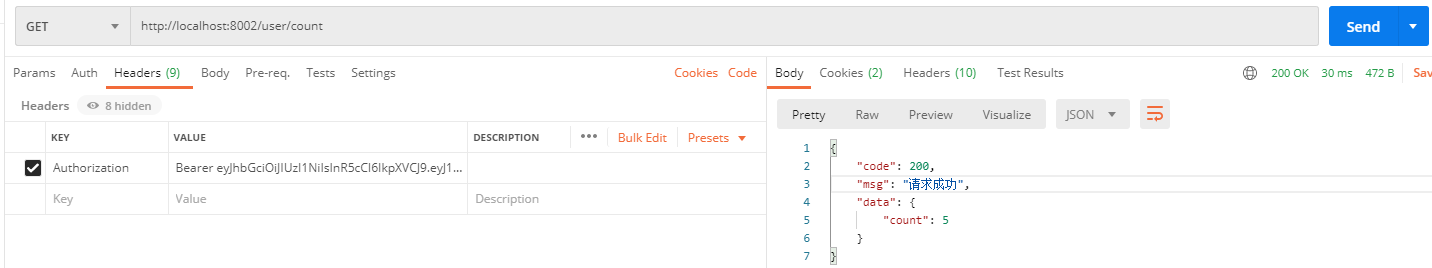 GET
http://localhost:8002/user/count
Send
Params Auth Headers (9) Body Pre-req. Tests Settings Cookies Code
Headers 8 hidden
KEY VALUE DESCRIPTION ••• Bulk Edit Presets
Authorization Bearer eyJhbGciOiJIUzI1NiIsInR5cCI6IkpXVCJ9.eyJ1...
Key Value Description
Body Cookies (2) Headers (10) Test Results 200 OK 30 ms 472 B Sav
Pretty Raw Preview Visualize JSON
1 {
2 "code": 200,
3 "msg": "请求成功",
4 "data": {
5 "count": 5
6 }
7 }